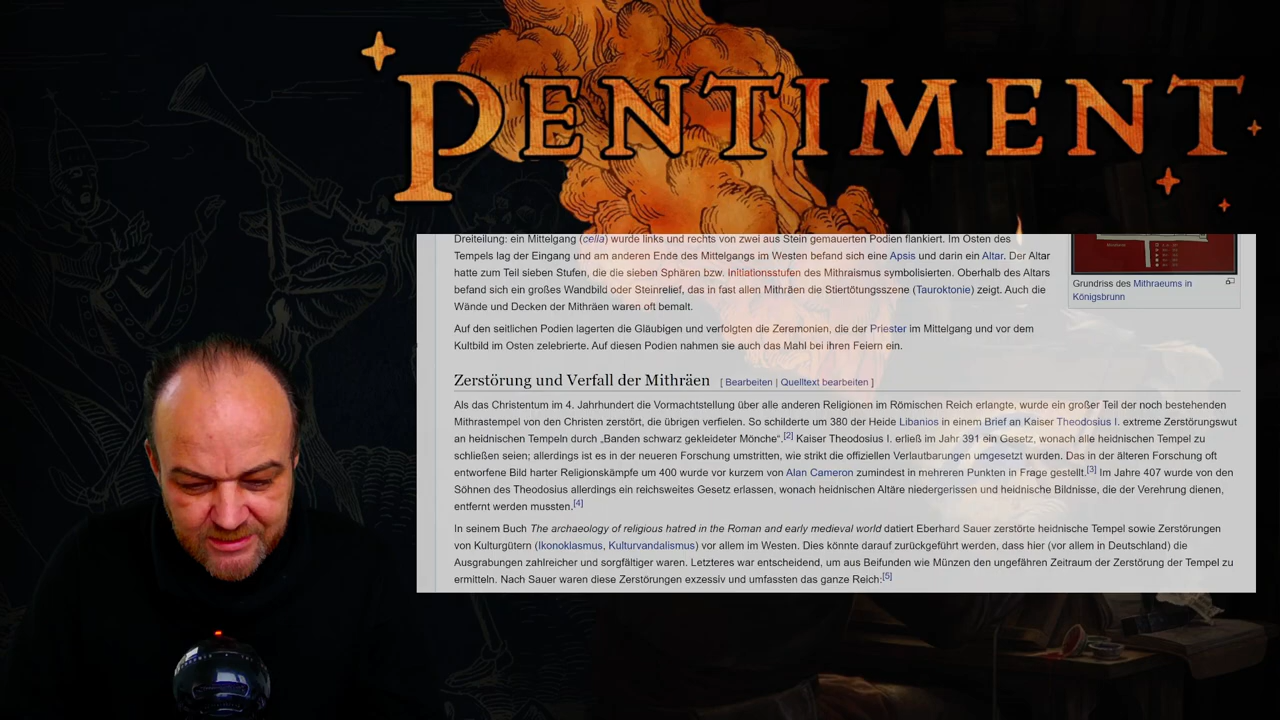 PENTIMENT
Dreiteilung: ein Mittelgang (cella) wurde links und rechts von zwei aus Stein gemauerten Podien flankiert. Im Osten des
Tempels lag der Eingang und am anderen Ende des Mittelgangs im Westen befand sich eine Apsis und darin ein Altar. Der Altar
hatte zum Teil sieben Stufen, die die sieben Sphären bzw. Initiationsstufen des Mithraismus symbolisierten. Oberhalb des Altars
befand sich ein großes Wandbild oder Steinrelief, das in fast allen Mithräen die Stiertötungsszene (Tauroktonie) zeigt. Auch die
Wände und Decken der Mithräen waren oft bemalt.
Grundriss des Mithraeums in
Königsbrunn
Auf den seitlichen Podien lagerten die Gläubigen und verfolgten die Zeremonien, die der Priester im Mittelgang und vor dem
Kultbild im Osten zelebrierte. Auf diesen Podien nahmen sie auch das Mahl bei ihren Feiern ein.
Zerstörung und Verfall der Mithräen [ Bearbeiten | Quelltext bearbeiten ]
Als das Christentum im 4. Jahrhundert die Vormachtstellung über alle anderen Religionen im Römischen Reich erlangte, wurde ein großer Teil der noch bestehenden
Mithrastempel von den Christen zerstört, die übrigen verfielen. So schilderte um 380 der Heide Libanios in einem Brief an Kaiser Theodosius I. extreme Zerstörungswut
an heidnischen Tempeln durch „Banden schwarz gekleideter Mönche“.[2] Kaiser Theodosius I. erließ im Jahr 391 ein Gesetz, wonach alle heidnischen Tempel zu
schließen seien; allerdings ist es in der neueren Forschung umstritten, wie strikt die offiziellen Verlautbarungen umgesetzt wurden. Das in der älteren Forschung oft
entworfene Bild harter Religionskämpfe um 400 wurde vor kurzem von Alan Cameron zumindest in mehreren Punkten in Frage gestellt.[3] Im Jahre 407 wurde von den
Söhnen des Theodosius allerdings ein reichsweites Gesetz erlassen, wonach heidnischen Altäre niedergerissen und heidnische Bildnisse, die der Verehrung dienen,
entfernt werden mussten.[4]
In seinem Buch The archaeology of religious hatred in the Roman and early medieval world datiert Eberhard Sauer zerstörte heidnische Tempel sowie Zerstörungen
von Kulturgütern (Ikonoklasmus, Kulturvandalismus) vor allem im Westen. Dies könnte darauf zurückgeführt werden, dass hier (vor allem in Deutschland) die
Ausgrabungen zahlreicher und sorgfältiger waren. Letzteres war entscheidend, um aus Beifunden wie Münzen den ungefähren Zeitraum der Zerstörung der Tempel zu
ermitteln. Nach Sauer waren diese Zerstörungen exzessiv und umfassten das ganze Reich:[5]